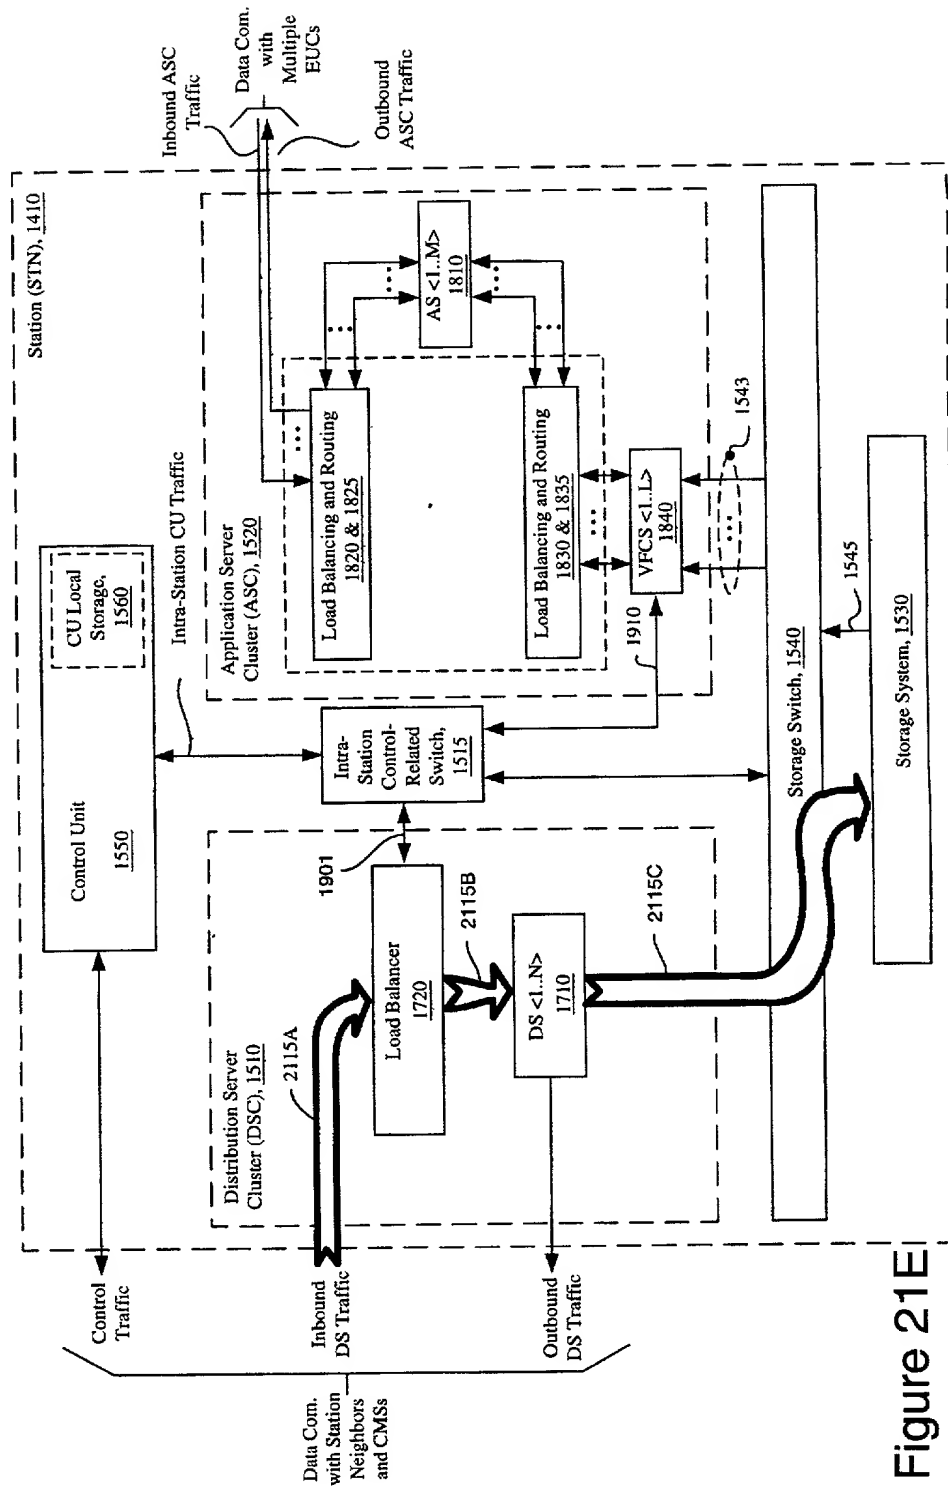 Station (STN), 1410
Control Unit
1550
CU Local
Storage,
1560
Control
Traffic
Intra-Station CU Traffic
Inbound ASC
Traffic
Data Com.
with
Multiple
EUCs
Outbound
ASC Traffic
Data Com.
with Station
Neighbors
and CMSs
Inbound
DS Traffic
Outbound
DS Traffic
Distribution Server
Cluster (DSC), 1510
2115A
Load Balancer
1720
1901
2115B
DS <1..N>
1710
2115C
Intra-
Station
Control-
Related
Switch,
1515
Application Server
Cluster (ASC), 1520
Load Balancing and Routing
1820 & 1825
AS <1..M>
1810
Load Balancing and Routing
1830 & 1835
1910
VFCS <1..L>
1840
1543
Storage Switch, 1540
1545
Storage System, 1530
Figure 21E